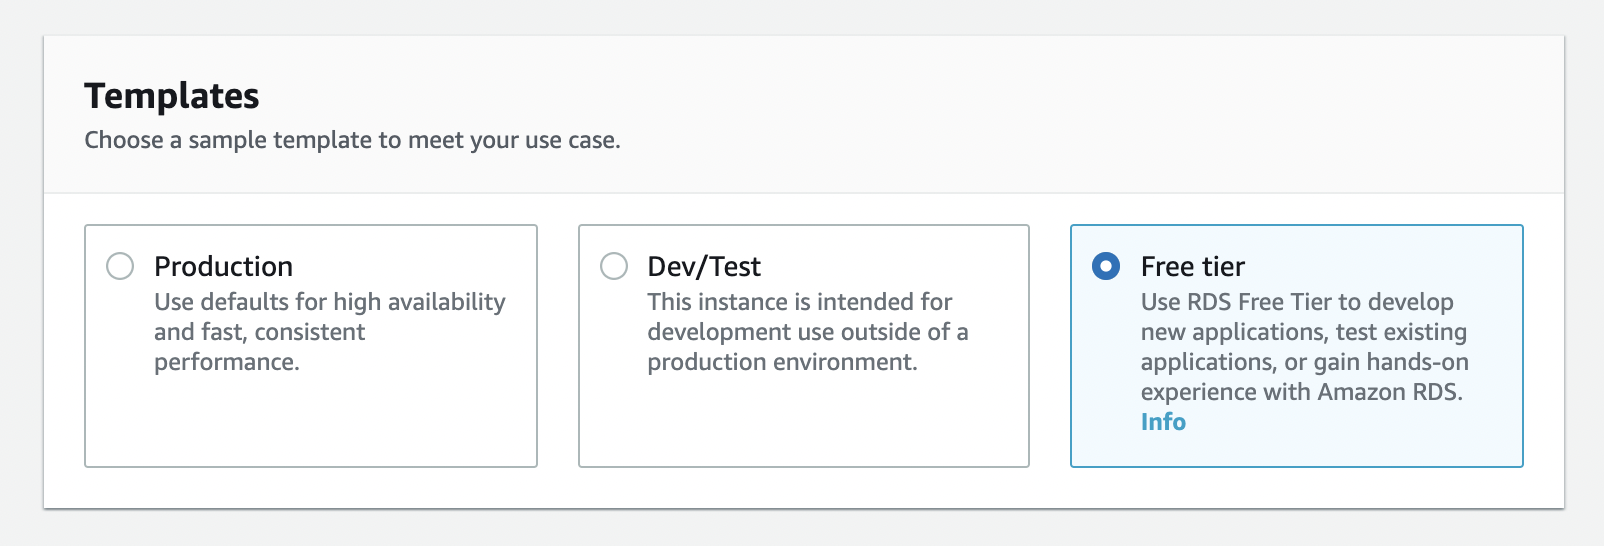 Templates
Choose a sample template to meet your use case.
Production
Use defaults for high availability
and fast, consistent
performance.
Dev/Test
This instance is intended for
development use outside of a
production environment.
Free tier
Use RDS Free Tier to develop
new applications, test existing
applications, or gain hands-on
experience with Amazon RDS.
Info